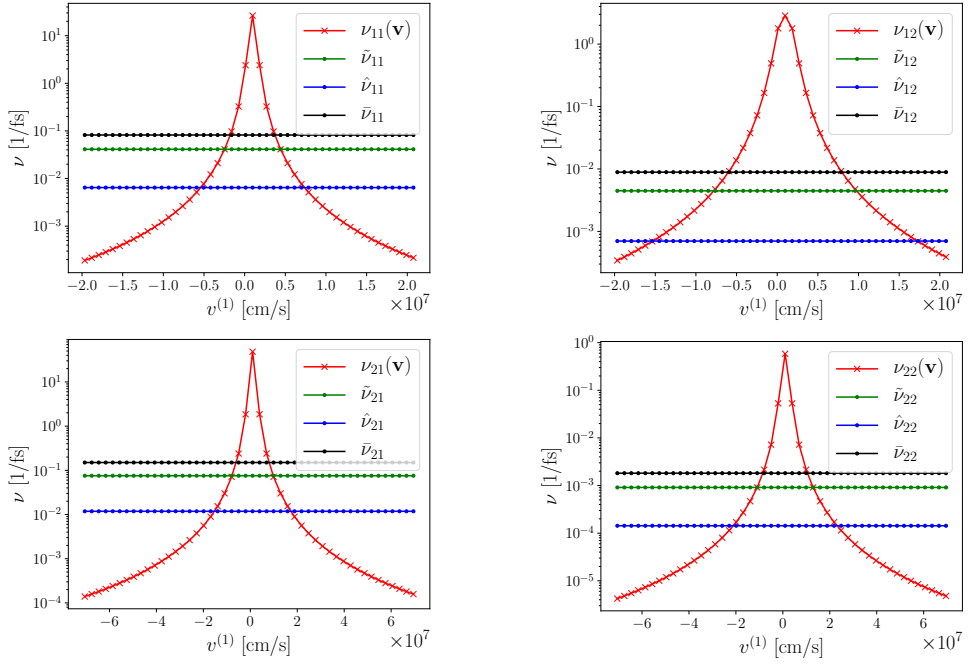 10¹
10⁰
10⁻¹
10⁻²
10⁻³
ν [1/fs]
ν₁₁(v)
ν̃₁₁
ν̂₁₁
ν̄₁₁
−2.0 −1.5 −1.0 −0.5 0.0 0.5 1.0 1.5 2.0
×10⁷
v⁽¹⁾ [cm/s]
10⁰
10⁻¹
10⁻²
10⁻³
ν [1/fs]
ν₁₂(v)
ν̃₁₂
ν̂₁₂
ν̄₁₂
−2.0 −1.5 −1.0 −0.5 0.0 0.5 1.0 1.5 2.0
×10⁷
v⁽¹⁾ [cm/s]
10¹
10⁰
10⁻¹
10⁻²
10⁻³
10⁻⁴
ν [1/fs]
ν₂₁(v)
ν̃₂₁
ν̂₂₁
ν̄₂₁
−6 −4 −2 0 2 4 6
×10⁷
v⁽¹⁾ [cm/s]
10⁰
10⁻¹
10⁻²
10⁻³
10⁻⁴
10⁻⁵
ν [1/fs]
ν₂₂(v)
ν̃₂₂
ν̂₂₂
ν̄₂₂
−6 −4 −2 0 2 4 6
×10⁷
v⁽¹⁾ [cm/s]